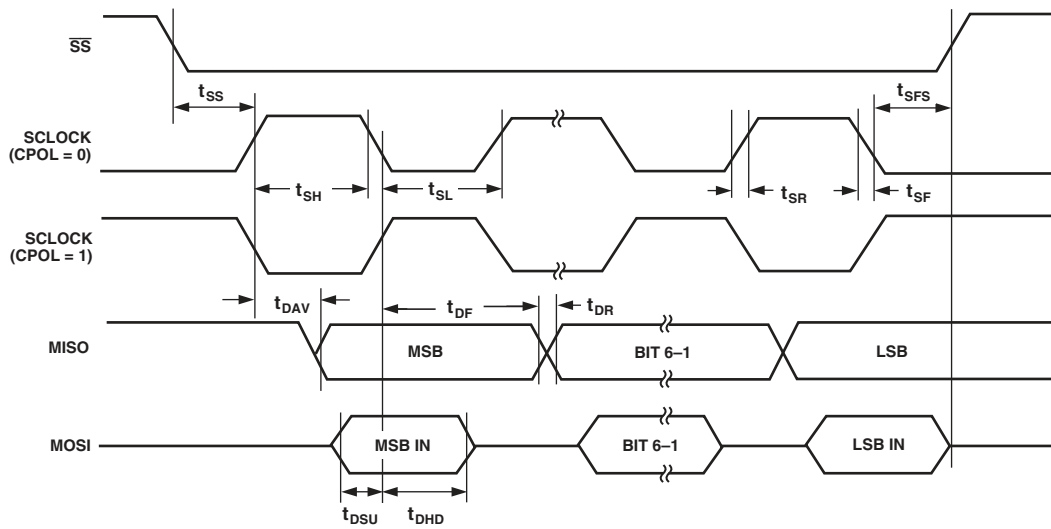 SS
tSS
tSFS
SCLOCK
(CPOL = 0)
tSH
tSL
tSR
tSF
SCLOCK
(CPOL = 1)
tDAV
tDF
tDR
MISO
MSB
BIT 6–1
LSB
MOSI
MSB IN
BIT 6–1
LSB IN
tDSU
tDHD